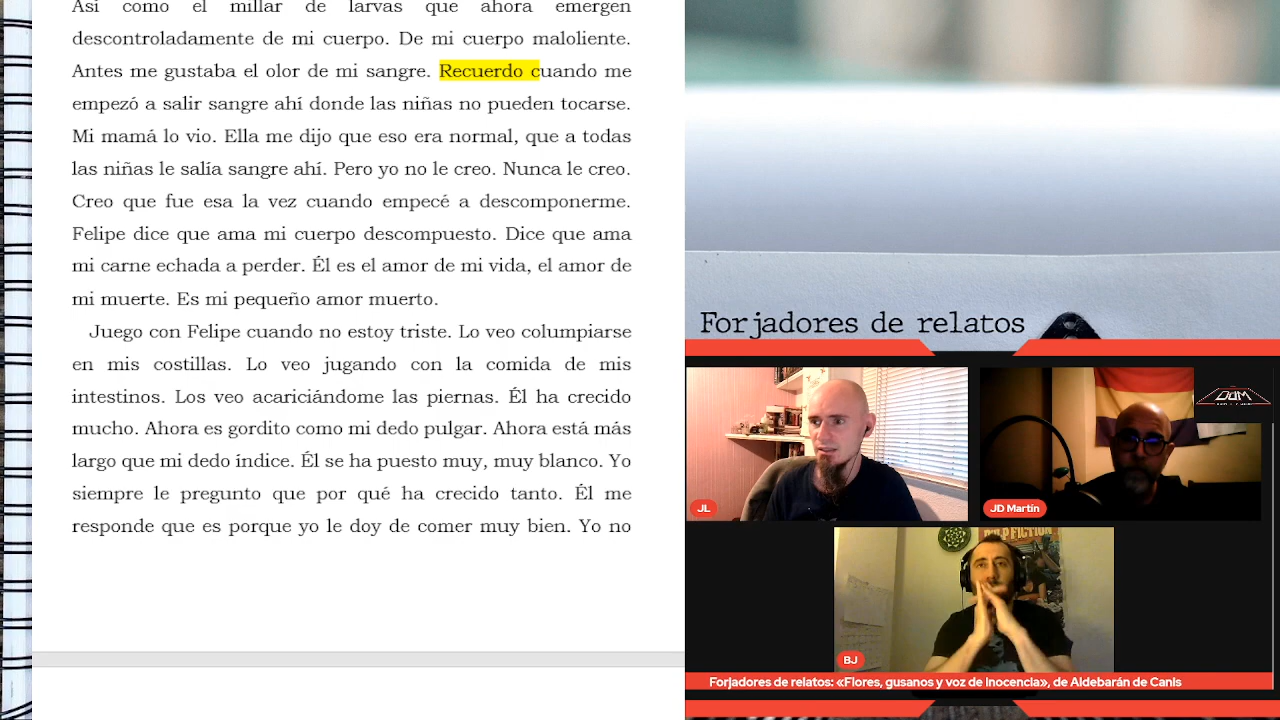 Así como el millar de larvas que ahora emergen
descontroladamente de mi cuerpo. De mi cuerpo maloliente.
Antes me gustaba el olor de mi sangre. Recuerdo cuando me
empezó a salir sangre ahí donde las niñas no pueden tocarse.
Mi mamá lo vio. Ella me dijo que eso era normal, que a todas
las niñas le salía sangre ahí. Pero yo no le creo. Nunca le creo.
Creo que fue esa la vez cuando empecé a descomponerme.
Felipe dice que ama mi cuerpo descompuesto. Dice que ama
mi carne echada a perder. Él es el amor de mi vida, el amor de
mi muerte. Es mi pequeño amor muerto.
Juego con Felipe cuando no estoy triste. Lo veo columpiarse
en mis costillas. Lo veo jugando con la comida de mis
intestinos. Los veo acariciándome las piernas. Él ha crecido
mucho. Ahora es gordito como mi dedo pulgar. Ahora está más
largo que mi dedo índice. Él se ha puesto muy, muy blanco. Yo
siempre le pregunto que por qué ha crecido tanto. Él me
responde que es porque yo le doy de comer muy bien. Yo no
Forjadores de relatos
JL
JD Martín
PULP FICTION
BJ
Forjadores de relatos: «Flores, gusanos y voz de inocencia», de Aldebarán de Canis